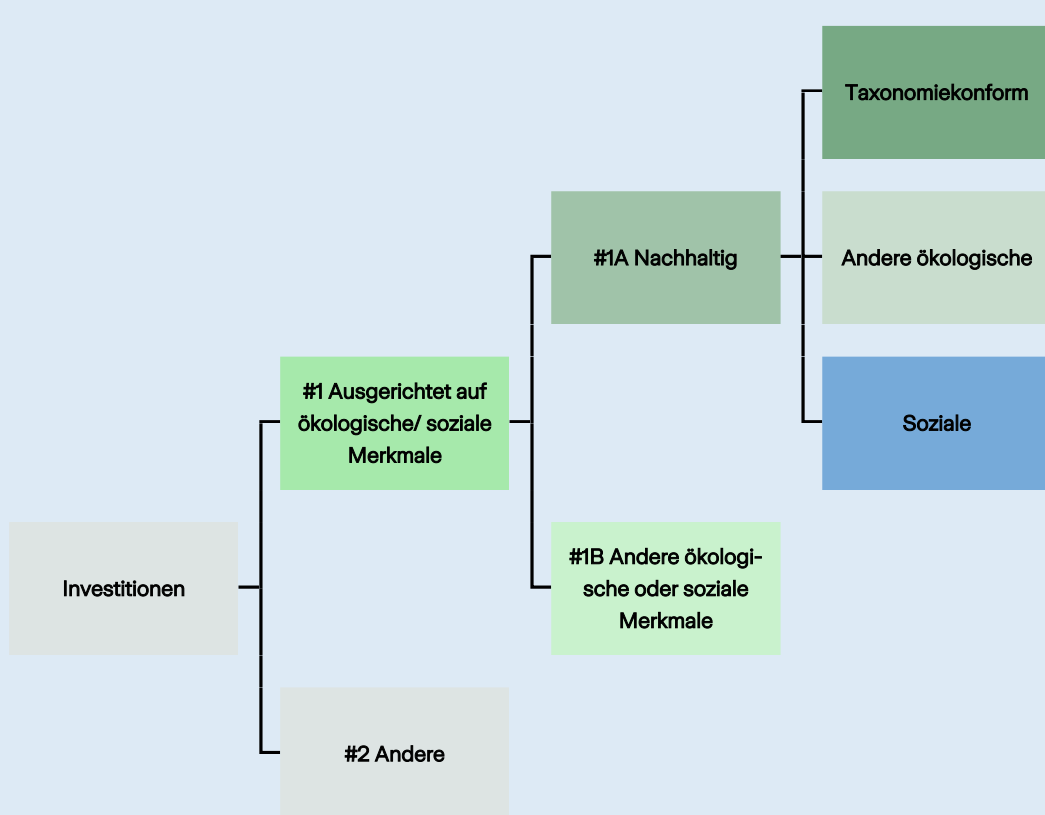 Taxonomiekonform
#1A Nachhaltig
Andere ökologische
#1 Ausgerichtet auf
ökologische/ soziale
Merkmale
Soziale
Investitionen
#1B Andere ökologi-
sche oder soziale
Merkmale
#2 Andere